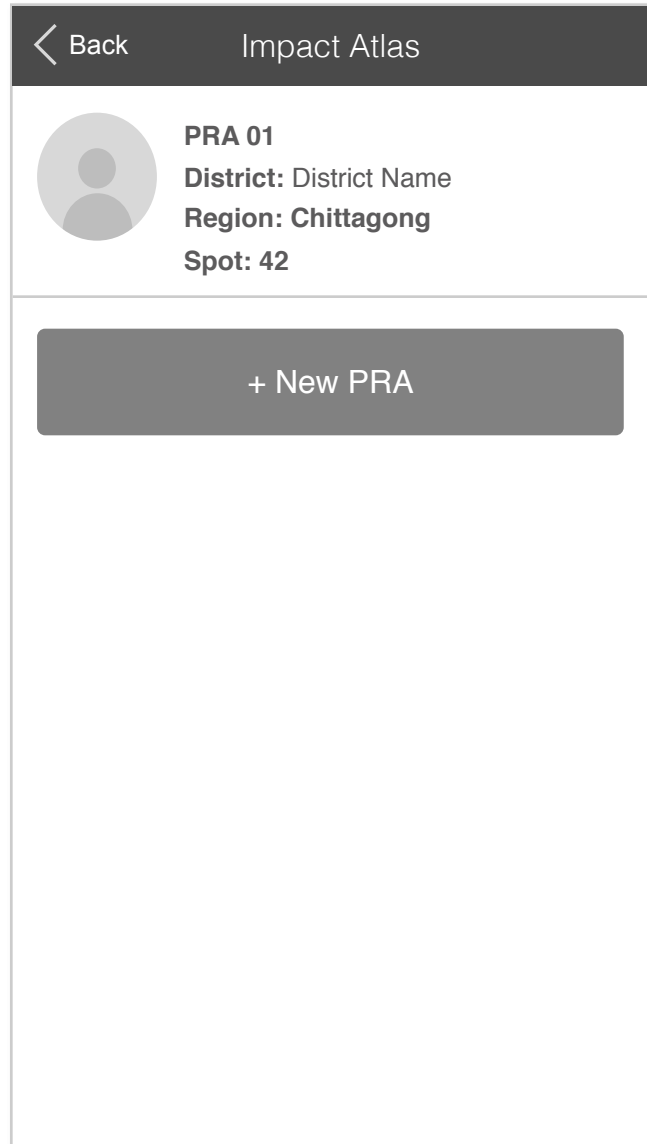 Back
Impact Atlas
PRA 01
District: District Name
Region: Chittagong
Spot: 42
+ New PRA